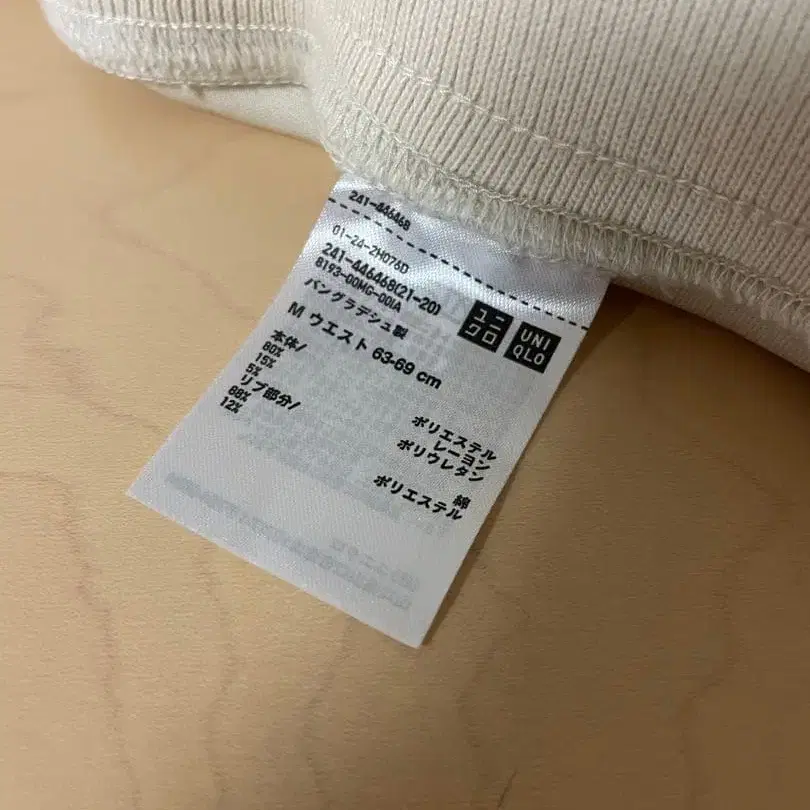 241-446468
01-24-2H076D
241-446468(21-20)
8193-00MG-001A
バングラデシュ製
ユニ
クロ
UNI
QLO
M ウエスト 63-69 cm
本体/
80% ポリエステル
15% レーヨン
5% ポリウレタン
リブ部分/
88% 綿
12% ポリエステル